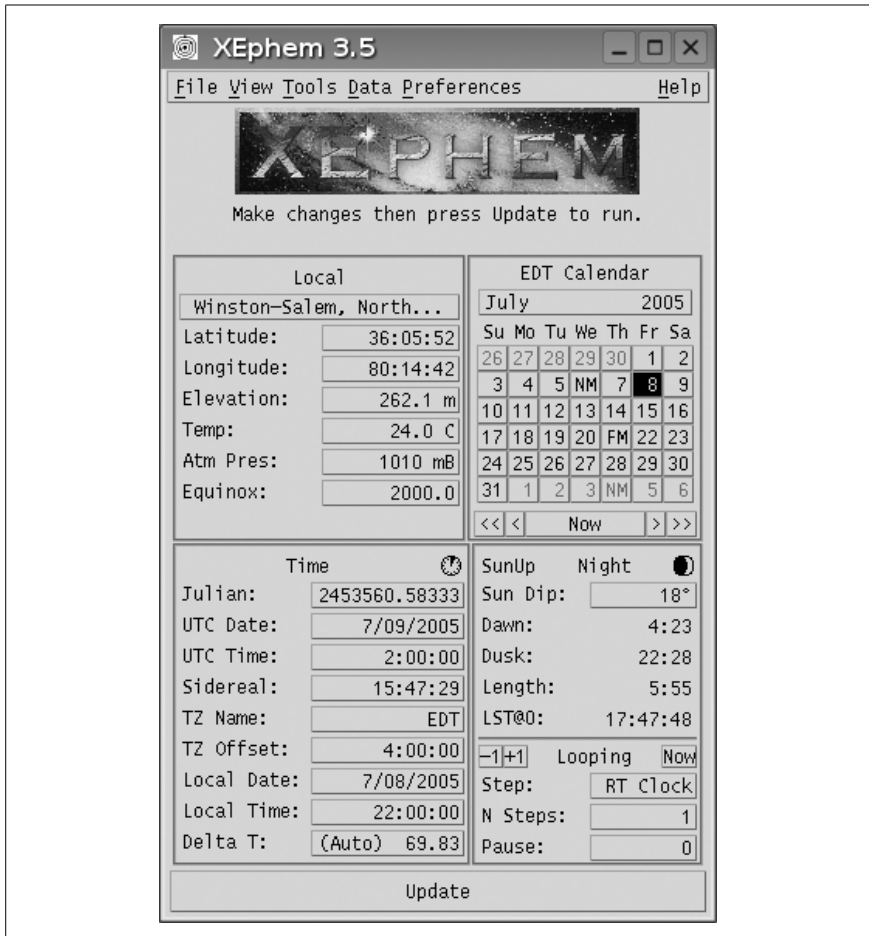 XEphem 3.5
File View Tools Data Preferences Help
XEPHEM
Make changes then press Update to run.
Local
Winston-Salem, North...
Latitude: 36:05:52
Longitude: 80:14:42
Elevation: 262.1 m
Temp: 24.0 C
Atm Pres: 1010 mB
Equinox: 2000.0
EDT Calendar
July 2005
Su Mo Tu We Th Fr Sa
26 27 28 29 30 1 2
3 4 5 NM 7 8 9
10 11 12 13 14 15 16
17 18 19 20 FM 22 23
24 25 26 27 28 29 30
31 1 2 3 NM 5 6
<< < Now > >>
Time
Julian: 2453560.58333
UTC Date: 7/09/2005
UTC Time: 2:00:00
Sidereal: 15:47:29
TZ Name: EDT
TZ Offset: 4:00:00
Local Date: 7/08/2005
Local Time: 22:00:00
Delta T: (Auto) 69.83
SunUp Night
Sun Dip: 18°
Dawn: 4:23
Dusk: 22:28
Length: 5:55
LST@0: 17:47:48
-1 +1 Looping Now
Step: RT Clock
N Steps: 1
Pause: 0
Update